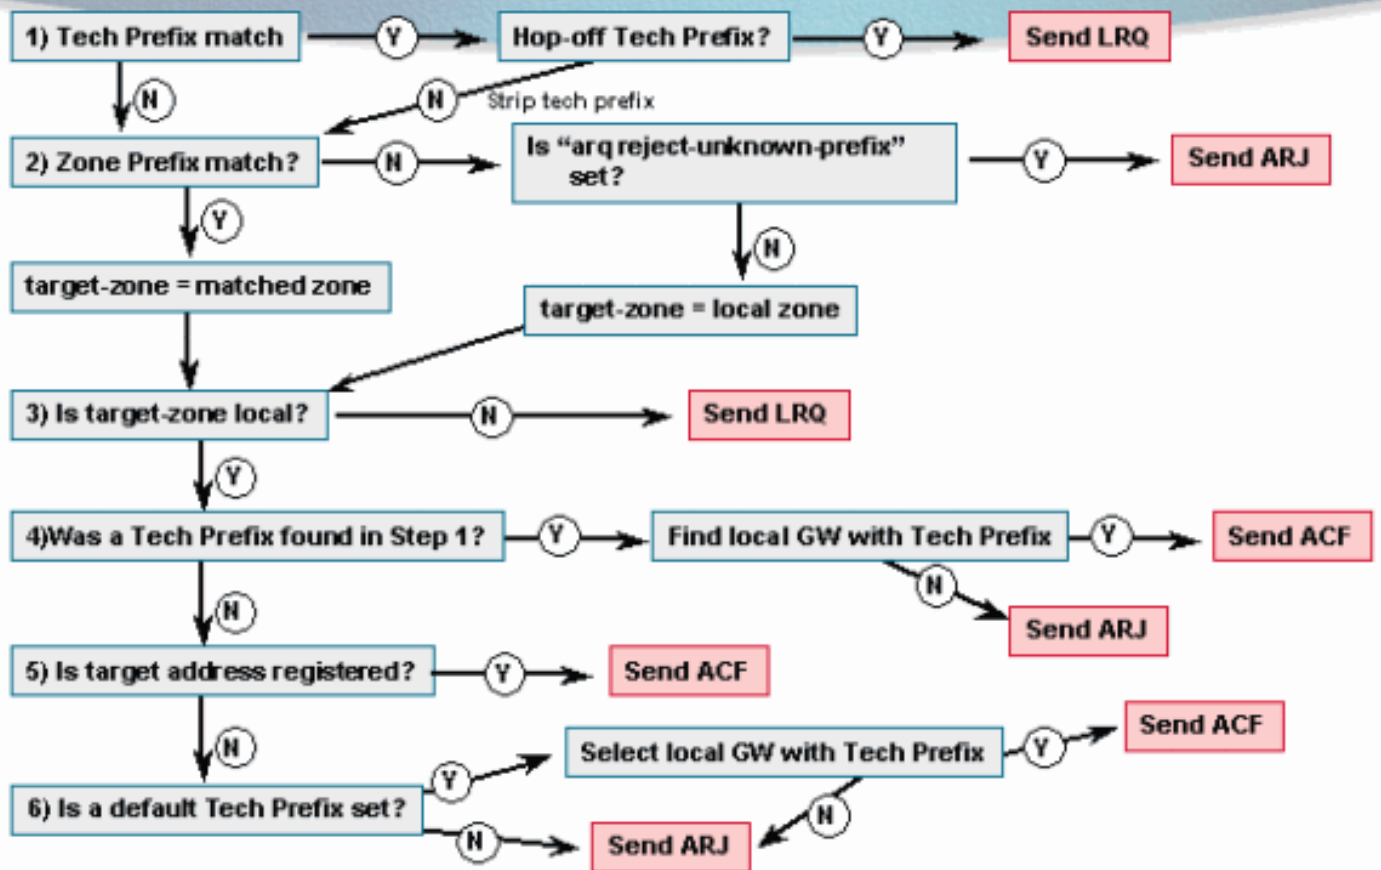 1) Tech Prefix match
Y
Hop-off Tech Prefix?
Y
Send LRQ
N
N
Strip tech prefix
2) Zone Prefix match?
N
Is “arq reject-unknown-prefix”
set?
Y
Send ARJ
Y
N
target-zone = matched zone
target-zone = local zone
3) Is target-zone local?
N
Send LRQ
Y
4)Was a Tech Prefix found in Step 1?
Y
Find local GW with Tech Prefix
Y
Send ACF
N
N
Send ARJ
5) Is target address registered?
Y
Send ACF
N
Y
Select local GW with Tech Prefix
Y
Send ACF
6) Is a default Tech Prefix set?
N
N
Send ARJ